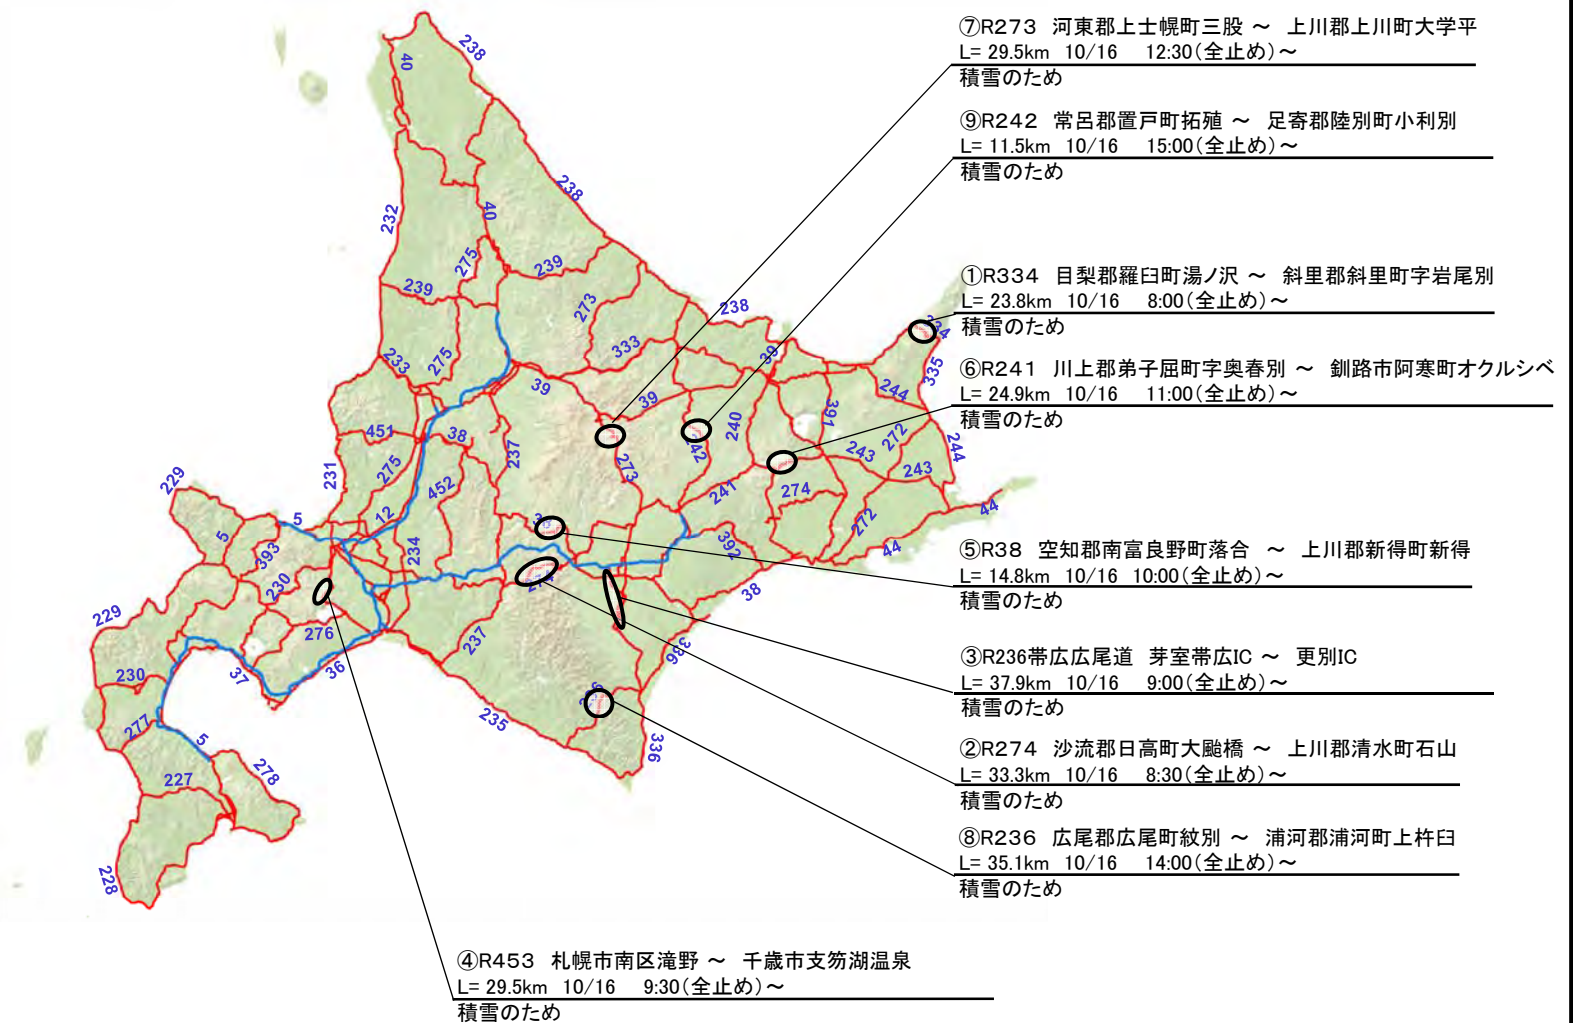 ⑦R273 河東郡上士幌町三股 ～ 上川郡上川町大学平
L= 29.5km 10/16 12:30(全止め)～
積雪のため
⑨R242 常呂郡置戸町拓殖 ～ 足寄郡陸別町小利別
L= 11.5km 10/16 15:00(全止め)～
積雪のため
①R334 目梨郡羅臼町湯ノ沢 ～ 斜里郡斜里町字岩尾別
L= 23.8km 10/16 8:00(全止め)～
積雪のため
⑥R241 川上郡弟子屈町字奥春別 ～ 釧路市阿寒町オクルシベ
L= 24.9km 10/16 11:00(全止め)～
積雪のため
⑤R38 空知郡南富良野町落合 ～ 上川郡新得町新得
L= 14.8km 10/16 10:00(全止め)～
積雪のため
③R236帯広広尾道 芽室帯広IC ～ 更別IC
L= 37.9km 10/16 9:00(全止め)～
積雪のため
②R274 沙流郡日高町大颱橋 ～ 上川郡清水町石山
L= 33.3km 10/16 8:30(全止め)～
積雪のため
⑧R236 広尾郡広尾町紋別 ～ 浦河郡浦河町上杵臼
L= 35.1km 10/16 14:00(全止め)～
積雪のため
④R453 札幌市南区滝野 ～ 千歳市支笏湖温泉
L= 29.5km 10/16 9:30(全止め)～
積雪のため
238
40
238
232
40
275
239
239
273
238
333
233
275
39
39
39
335
244
391
240
272
244
243
243
451
38
237
231
275
452
273
241
274
272
44
44
229
5
12
5
393
234
392
230
38
229
276
237
336
230
37
36
235
277
5
336
227
278
228